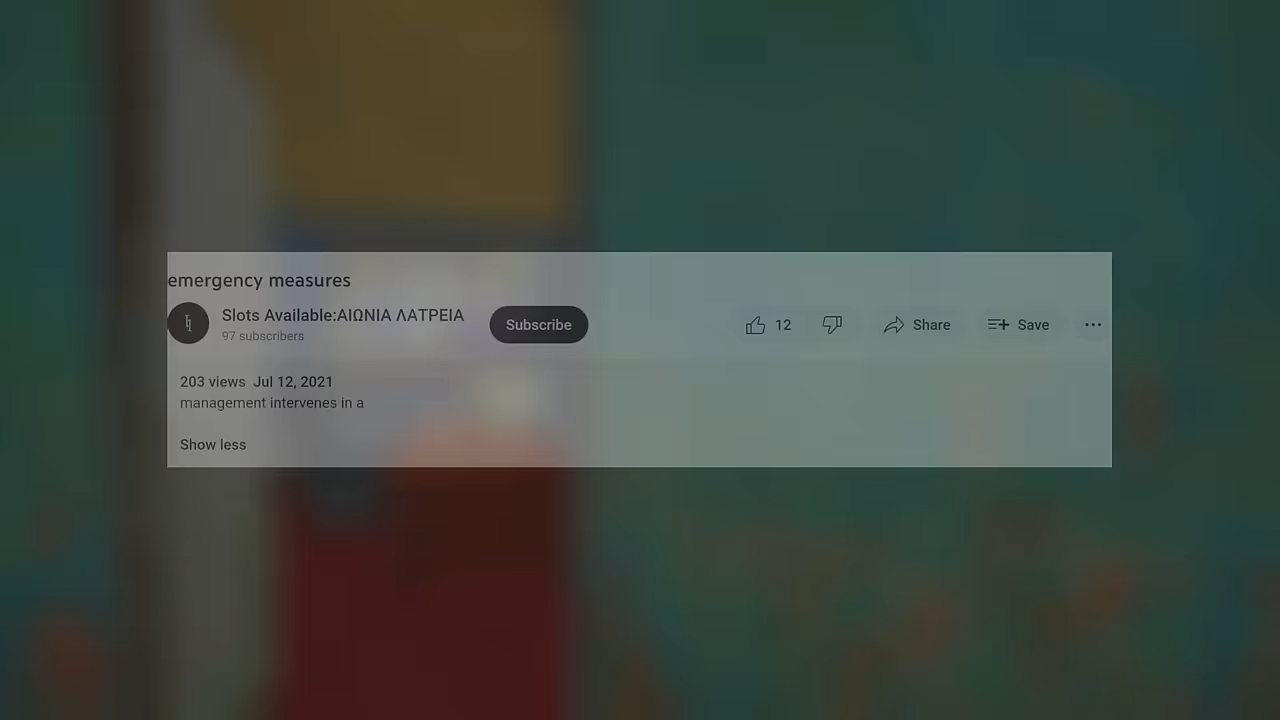 emergency measures
Slots Available:ΑΙΩΝΙΑ ΛΑΤΡΕΙΑ
97 subscribers
Subscribe
12
Share
Save
203 views Jul 12, 2021
management intervenes in a
Show less